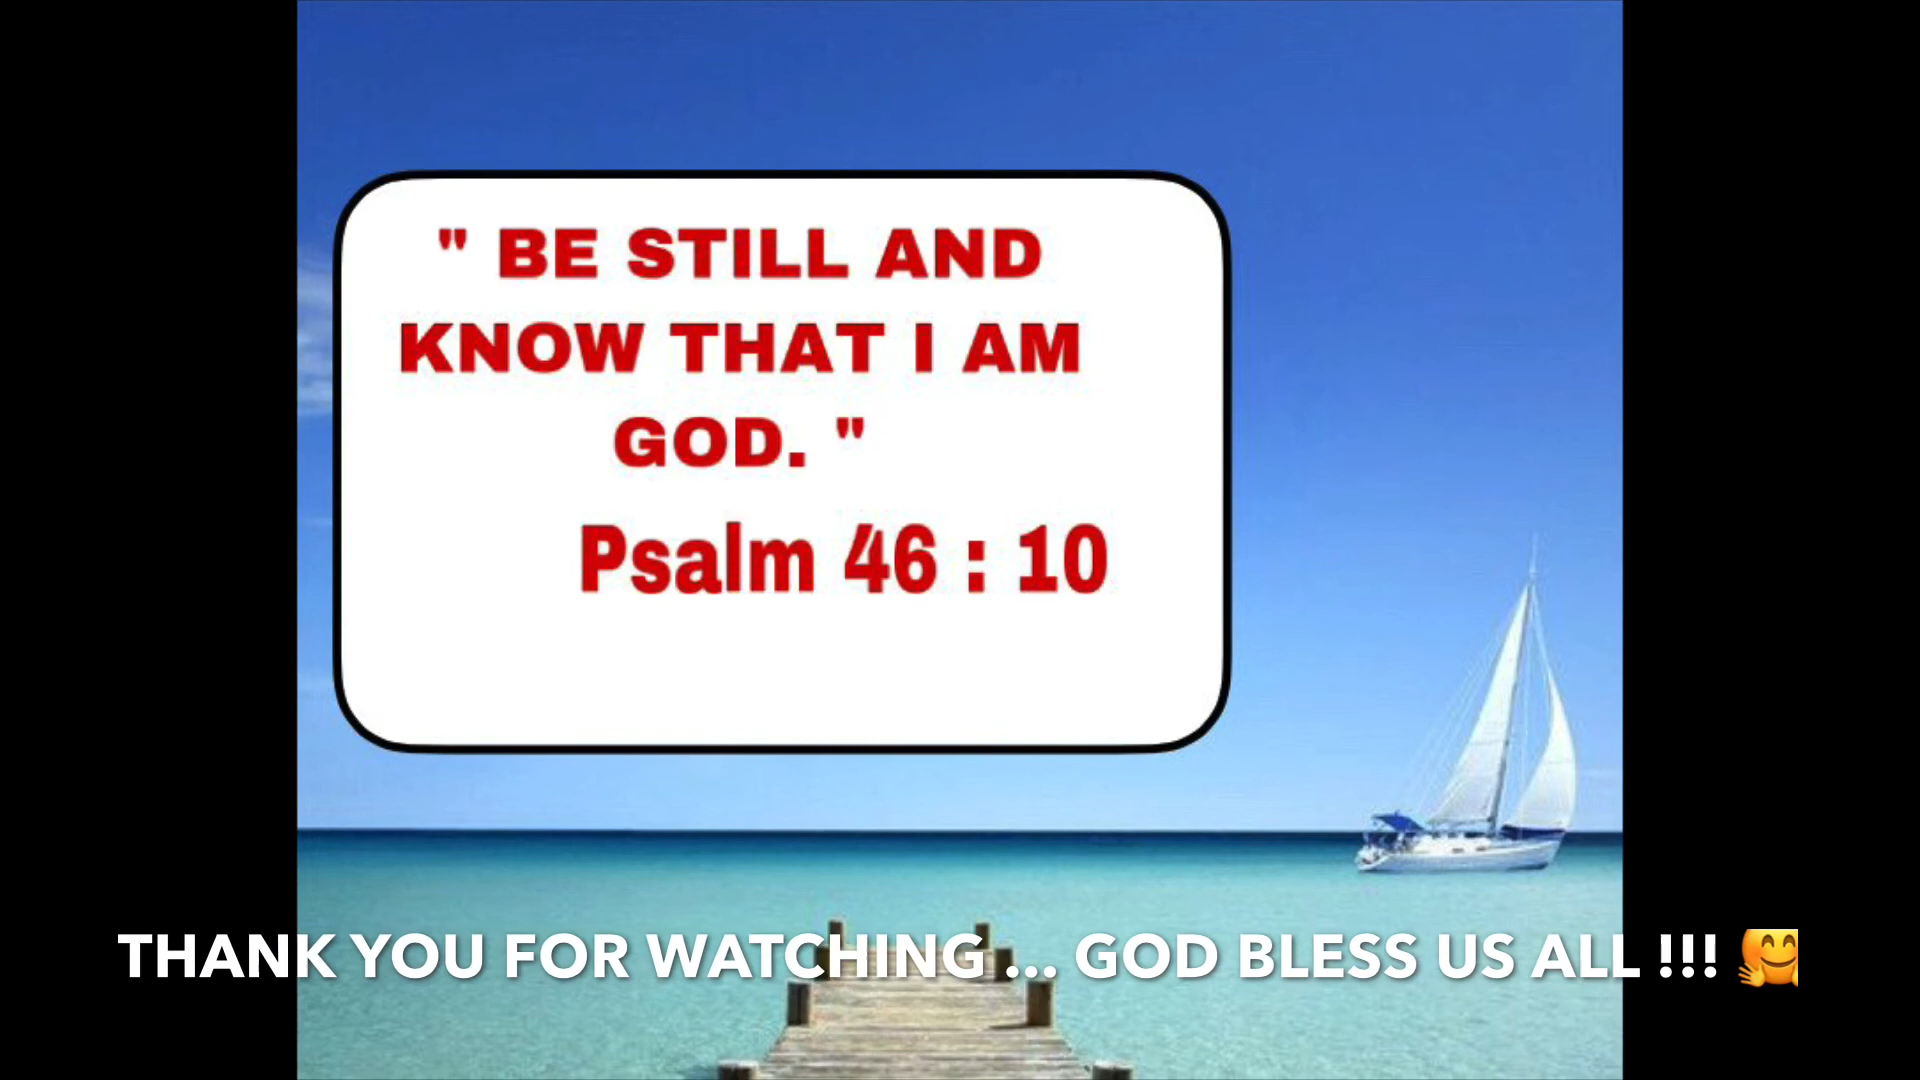 " BE STILL AND
KNOW THAT I AM
GOD. "
Psalm 46 : 10
THANK YOU FOR WATCHING ... GOD BLESS US ALL !!! 🤗